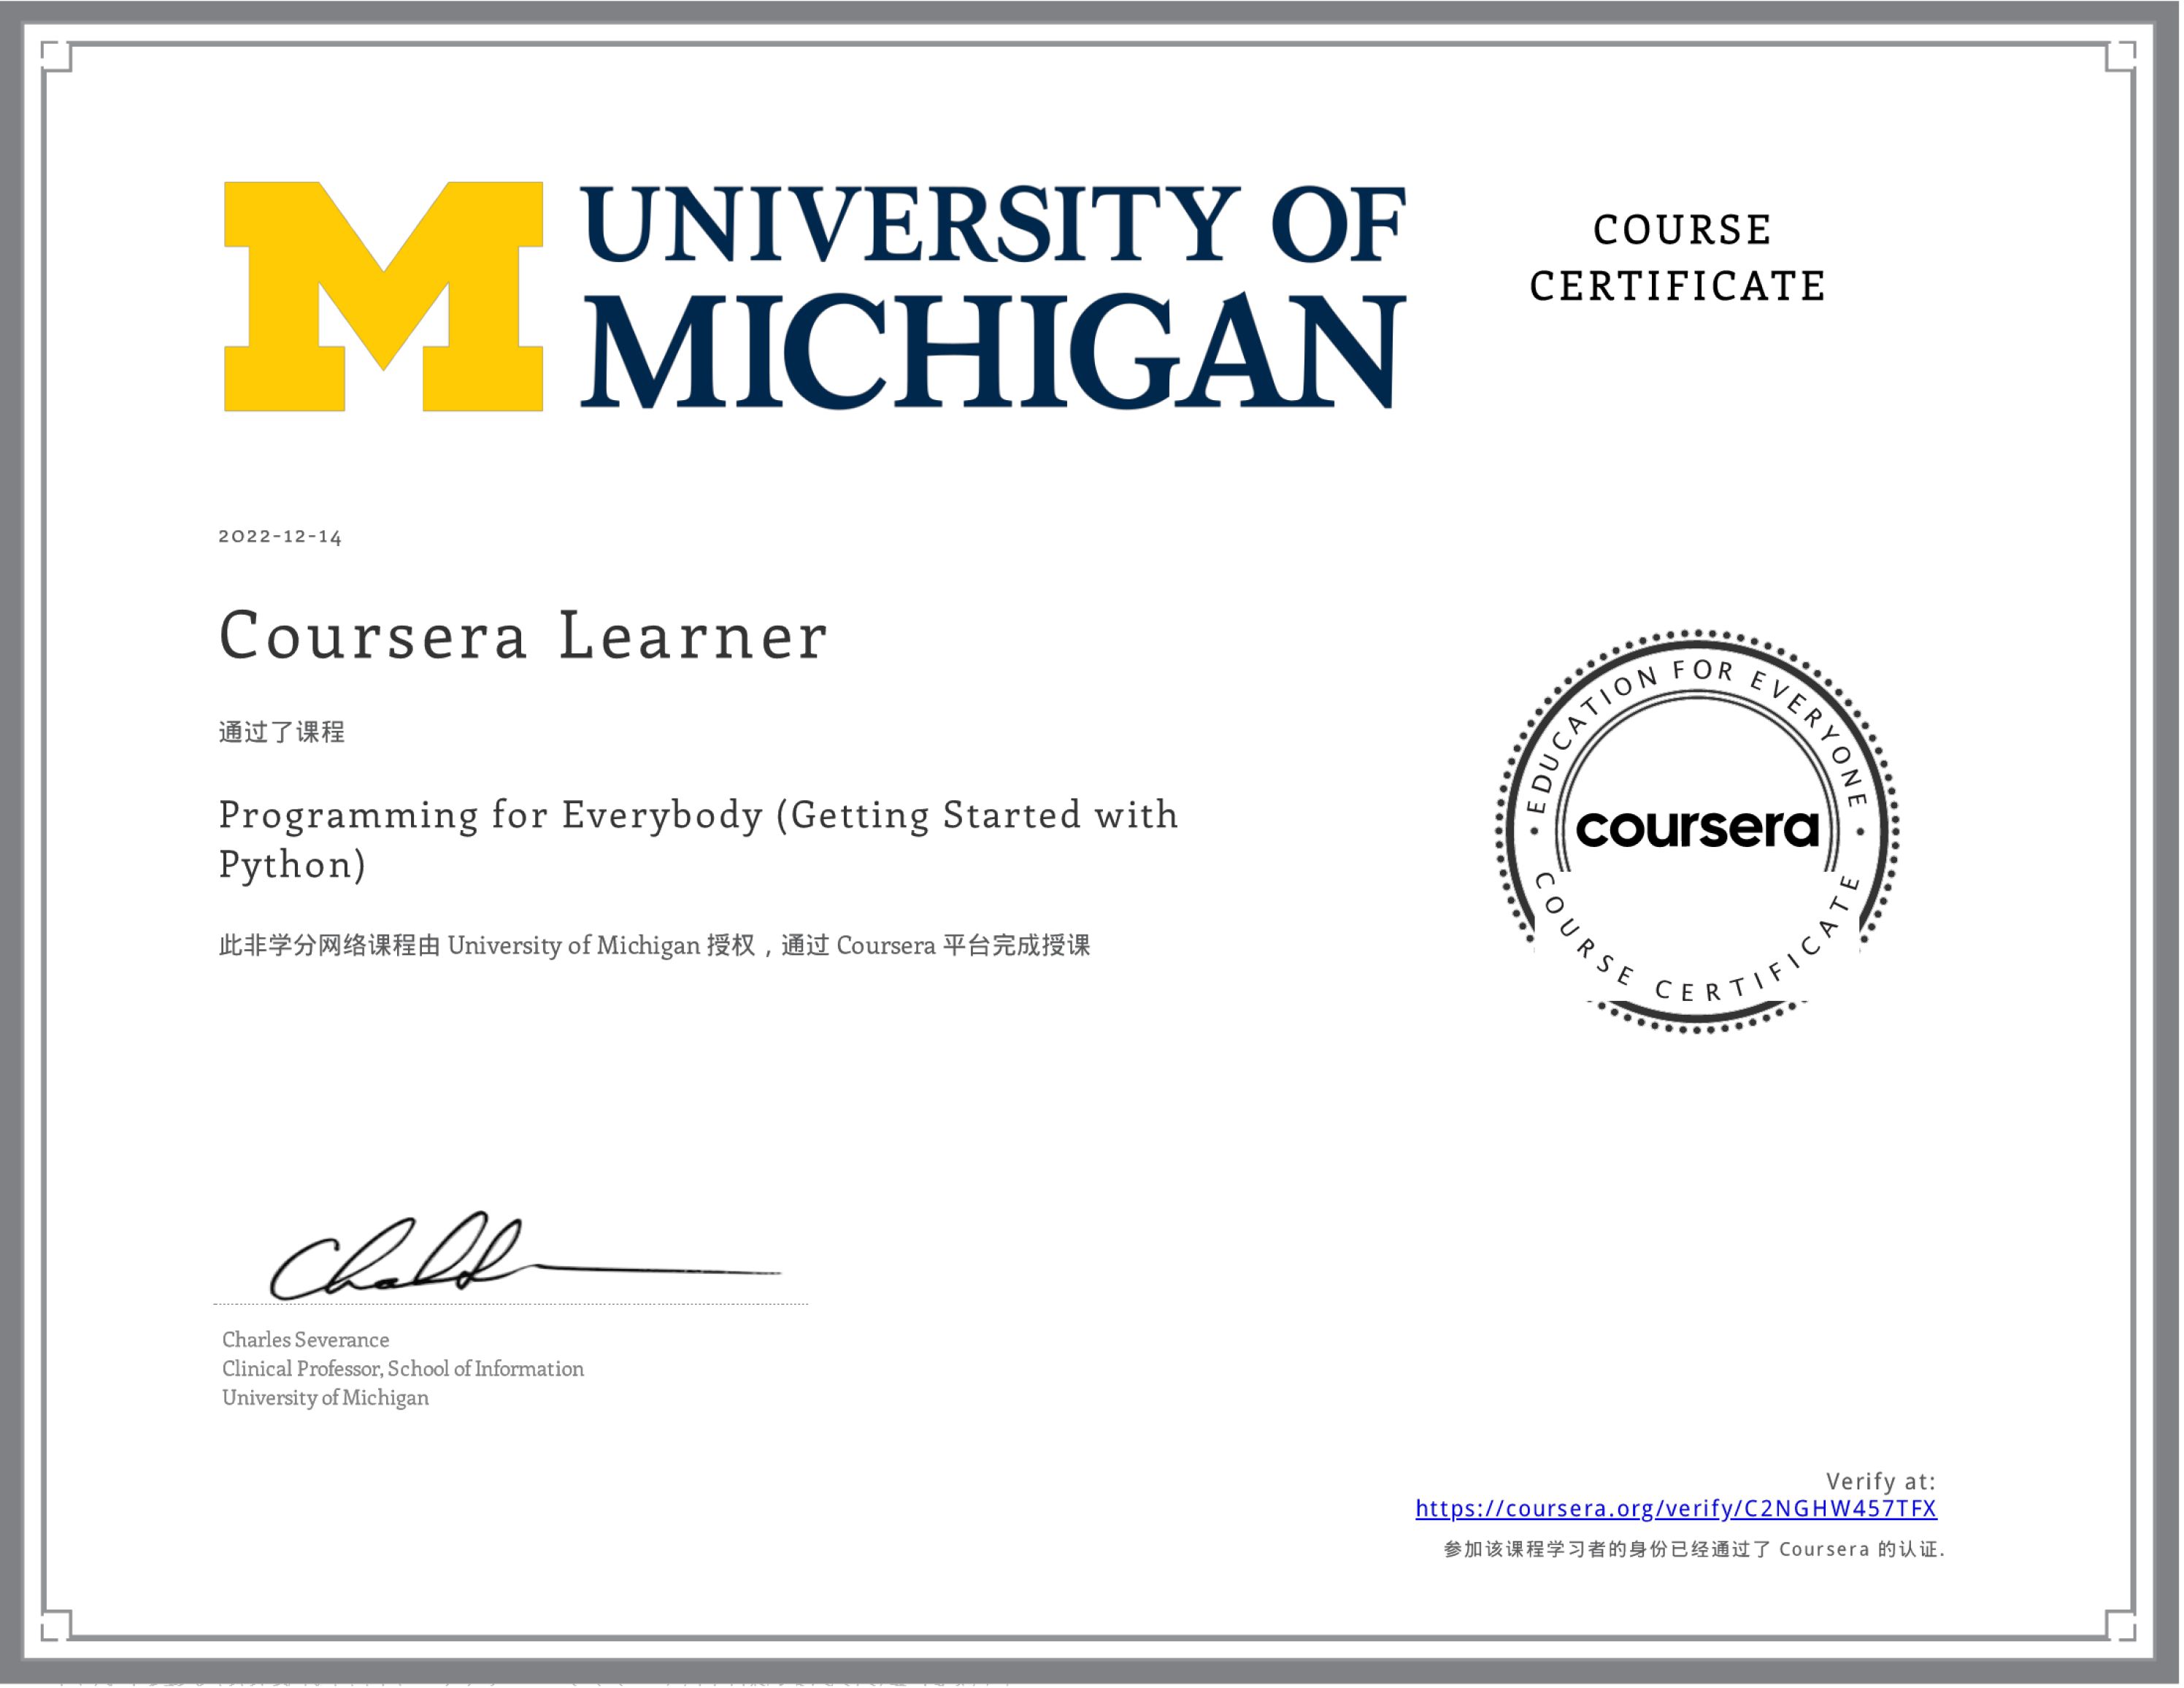 UNIVERSITY OF
MICHIGAN
COURSE
CERTIFICATE
2022-12-14
Coursera Learner
通过了课程
Programming for Everybody (Getting Started with
Python)
此非学分网络课程由 University of Michigan 授权，通过 Coursera 平台完成授课
• EDUCATION FOR EVERYONE •
coursera
COURSE CERTIFICATE
Charles Severance
Clinical Professor, School of Information
University of Michigan
Verify at:
https://coursera.org/verify/C2NGHW457TFX
参加该课程学习者的身份已经通过了 Coursera 的认证.